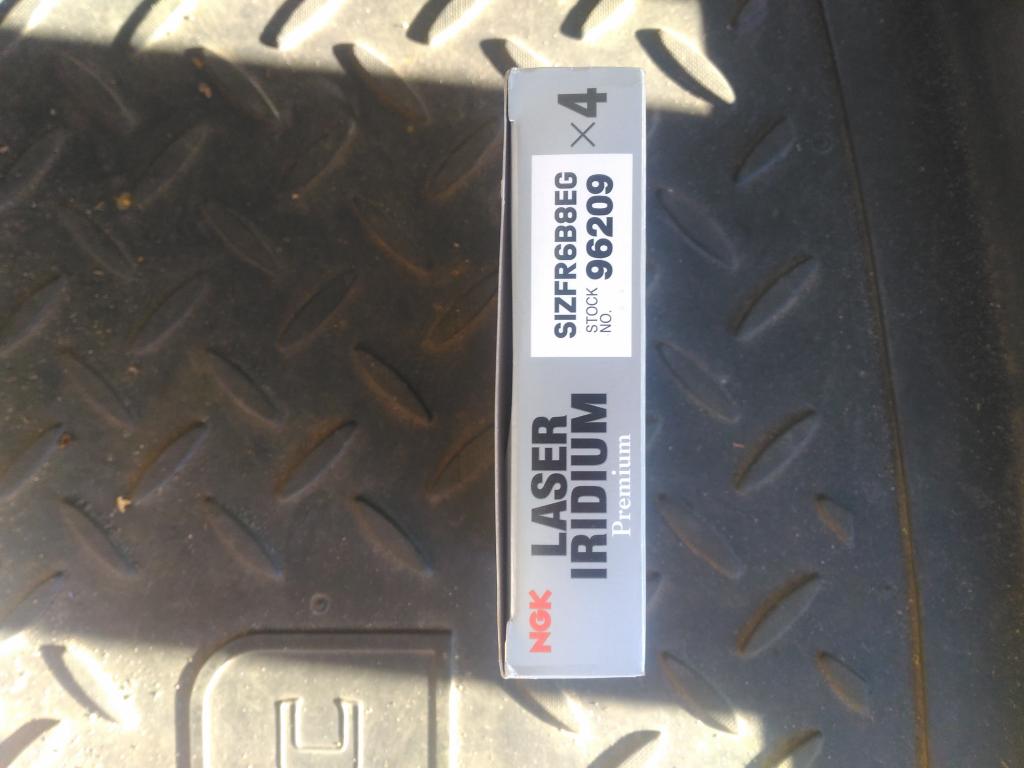 NGK
LASER
IRIDIUM
Premium
SIZFR6B8EG
STOCK
NO. 96209
×4